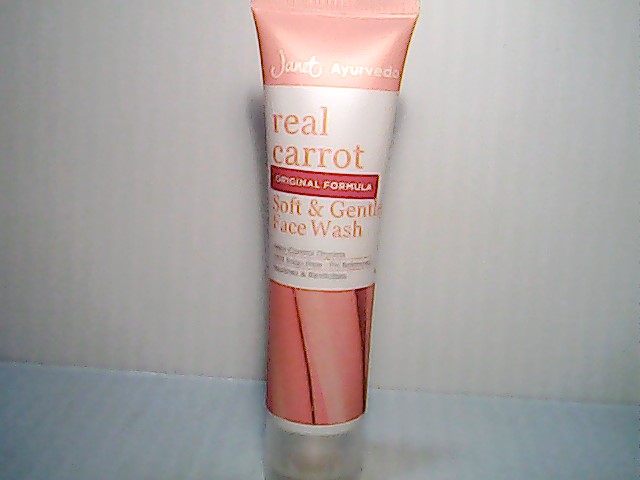 Janet Ayurveda
real
carrot
ORIGINAL FORMULA
Soft & Gentle
Face Wash